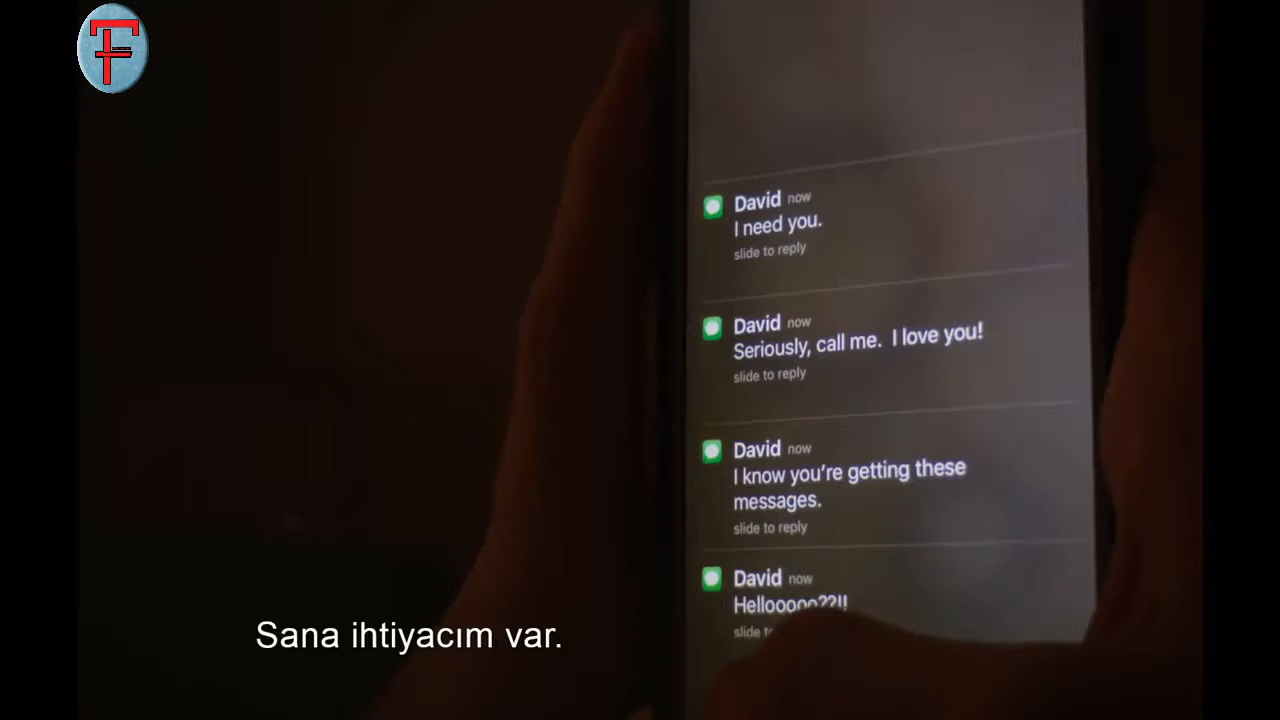 David now
I need you.
slide to reply
David now
Seriously, call me.  I love you!
slide to reply
David now
I know you're getting these
messages.
slide to reply
David now
Hellooooo??!!
slide
Sana ihtiyacım var.